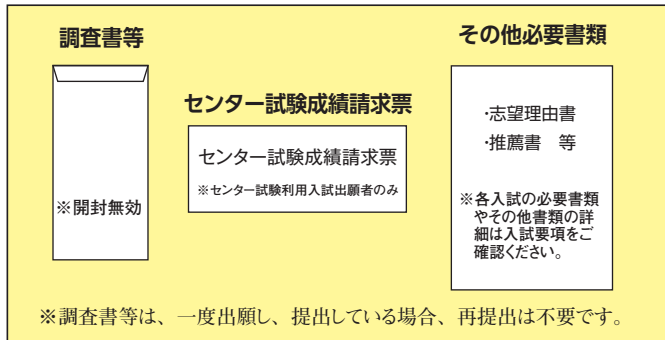 調査書等
※開封無効
センター試験成績請求票
センター試験成績請求票
※センター試験利用入試出願者のみ
その他必要書類
・志望理由書
・推薦書　等
※各入試の必要書類
やその他書類の詳
細は入試要項をご
確認ください。
※調査書等は、一度出願し、提出している場合、再提出は不要です。